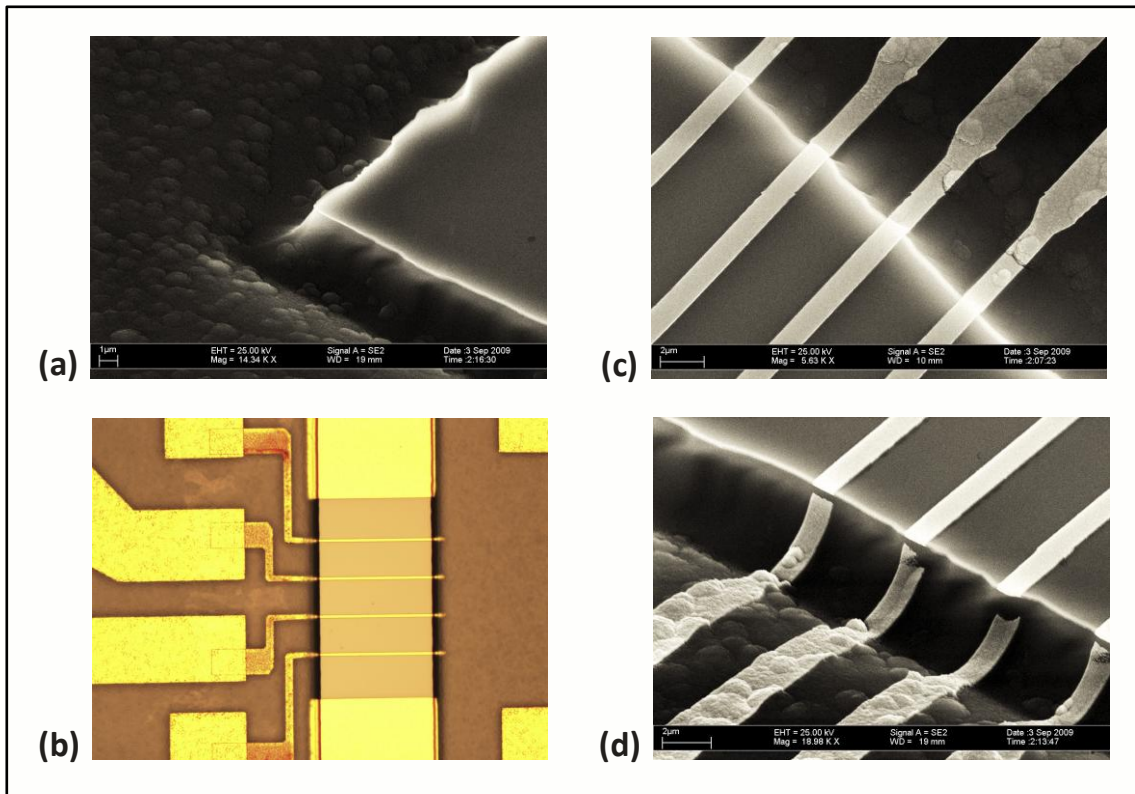 (a)
1µm
EHT = 25.00 kV
Mag = 14.34 K X
Signal A = SE2
WD = 19 mm
Date :3 Sep 2009
Time :2:16:30
(c)
2µm
EHT = 25.00 kV
Mag = 5.63 K X
Signal A = SE2
WD = 10 mm
Date :3 Sep 2009
Time :2:07:23
(b)
(d)
2µm
EHT = 25.00 kV
Mag = 18.98 K X
Signal A = SE2
WD = 19 mm
Date :3 Sep 2009
Time :2:13:47